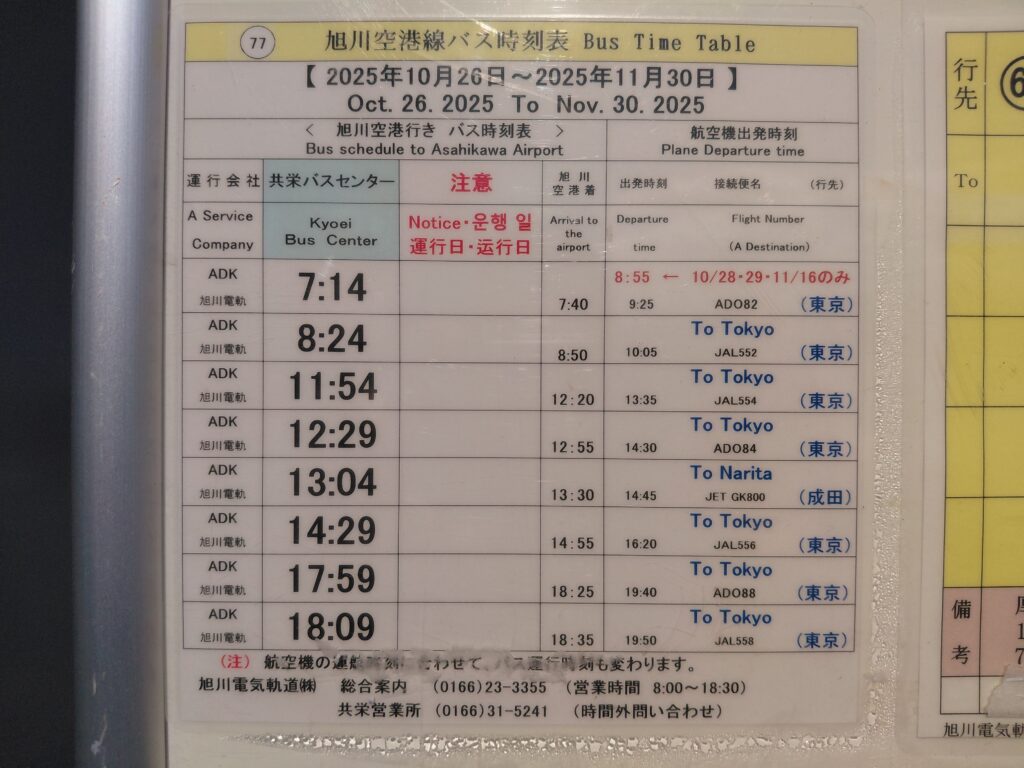 77 旭川空港線バス時刻表 Bus Time Table
【 2025年10月26日～2025年11月30日 】
Oct. 26. 2025 To Nov. 30. 2025
〈 旭川空港行き バス時刻表 〉 航空機出発時刻
Bus schedule to Asahikawa Airport Plane Departure time
運行会社 共栄バスセンター 注意 旭川空港着 出発時刻 接続便名 (行先)
A Service Company Kyoei Bus Center Notice・운행 일 運行日・运行日 Arrival to the airport Departure time Flight Number (A Destination)
ADK 旭川電軌 7:14 7:40 8:55 ← 10/28・29・11/16のみ 9:25 ADO82 (東京)
ADK 旭川電軌 8:24 8:50 10:05 To Tokyo JAL552 (東京)
ADK 旭川電軌 11:54 12:20 13:35 To Tokyo JAL554 (東京)
ADK 旭川電軌 12:29 12:55 14:30 To Tokyo ADO84 (東京)
ADK 旭川電軌 13:04 13:30 14:45 To Narita JET GK800 (成田)
ADK 旭川電軌 14:29 14:55 16:20 To Tokyo JAL556 (東京)
ADK 旭川電軌 17:59 18:25 19:40 To Tokyo ADO88 (東京)
ADK 旭川電軌 18:09 18:35 19:50 To Tokyo JAL558 (東京)
(注) 航空機の運航時刻に合わせて、バス運行時刻も変わります。
旭川電気軌道㈱ 総合案内 (0166)23-3355 (営業時間 8:00～18:30)
共栄営業所 (0166)31-5241 (時間外問い合わせ)
行先
To
備考
旭川電気軌